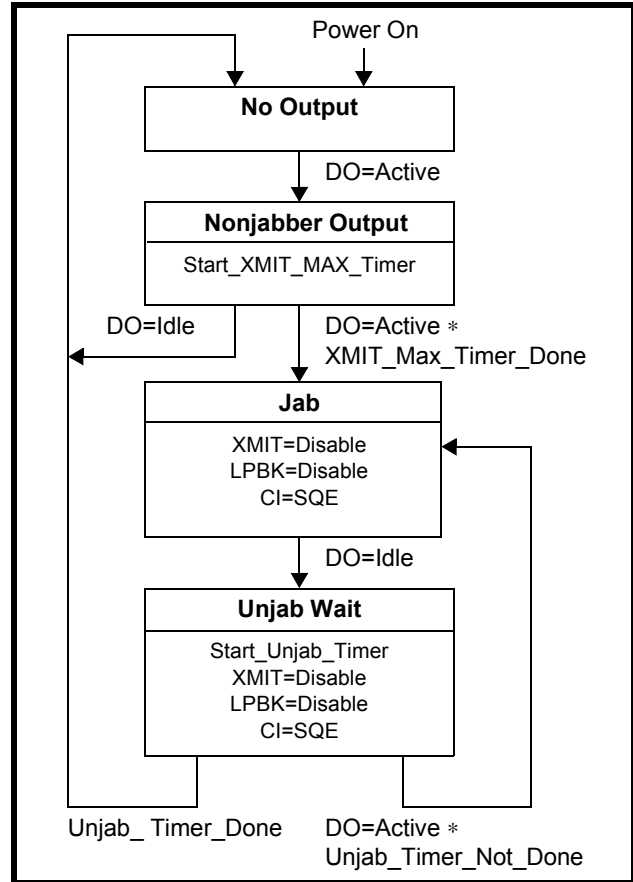 Power On
No Output
DO=Active
Nonjabber Output
Start_XMIT_MAX_Timer
DO=Idle
DO=Active *
XMIT_Max_Timer_Done
Jab
XMIT=Disable
LPBK=Disable
CI=SQE
DO=Idle
Unjab Wait
Start_Unjab_Timer
XMIT=Disable
LPBK=Disable
CI=SQE
Unjab_ Timer_Done
DO=Active *
Unjab_Timer_Not_Done